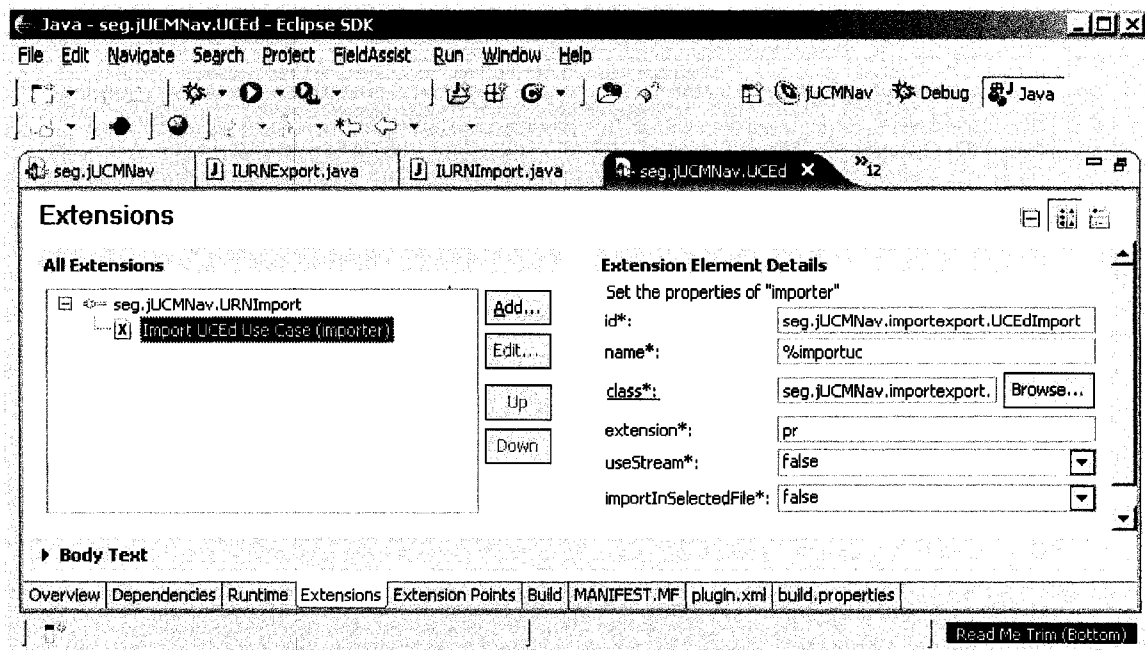 Java - seg.jUCMNav.UCEd - Eclipse SDK
File Edit Navigate Search Project FieldAssist Run Window Help
jUCMNav Debug Java
seg.jUCMNav IURNExport.java IURNImport.java seg.jUCMNav.UCEd X »12
Extensions
All Extensions Extension Element Details
Set the properties of "importer"
seg.jUCMNav.URNImport Add... id*: seg.jUCMNav.importexport.UCEdImport
Import UCEd Use Case (importer) Edit... name*: %importuc
Up class*: seg.jUCMNav.importexport. Browse...
Down extension*: pr
useStream*: false
importInSelectedFile*: false
Body Text
Overview Dependencies Runtime Extensions Extension Points Build MANIFEST.MF plugin.xml build.properties
Read Me Trim (Bottom)